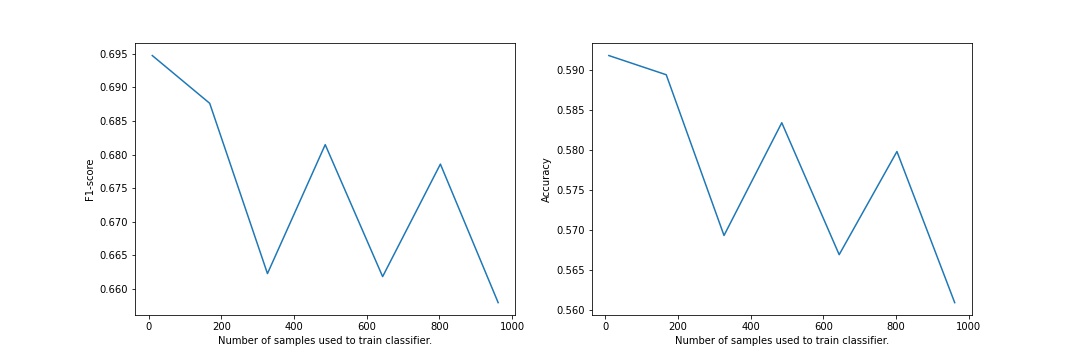 0.695
0.690
0.685
0.680
0.675
0.670
0.665
0.660
F1-score
0 200 400 600 800 1000
Number of samples used to train classifier.
0.590
0.585
0.580
0.575
0.570
0.565
0.560
Accuracy
0 200 400 600 800 1000
Number of samples used to train classifier.